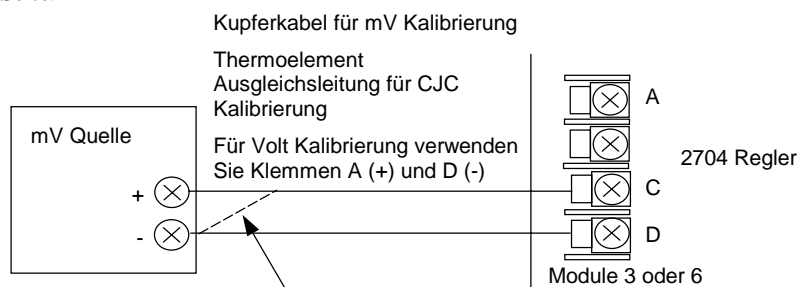 Kupferkabel für mV Kalibrierung
Thermoelement
Ausgleichsleitung für CJC
Kalibrierung
Für Volt Kalibrierung verwenden
Sie Klemmen A (+) und D (-)
mV Quelle
+
-
A
C
D
2704 Regler
Module 3 oder 6